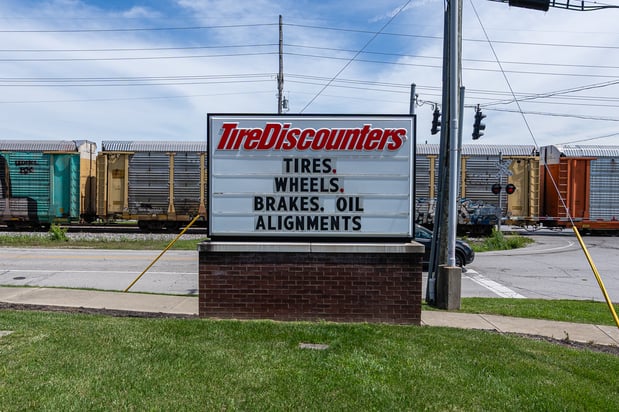 TireDiscounters
TIRES.
WHEELS.
BRAKES. OIL
ALIGNMENTS